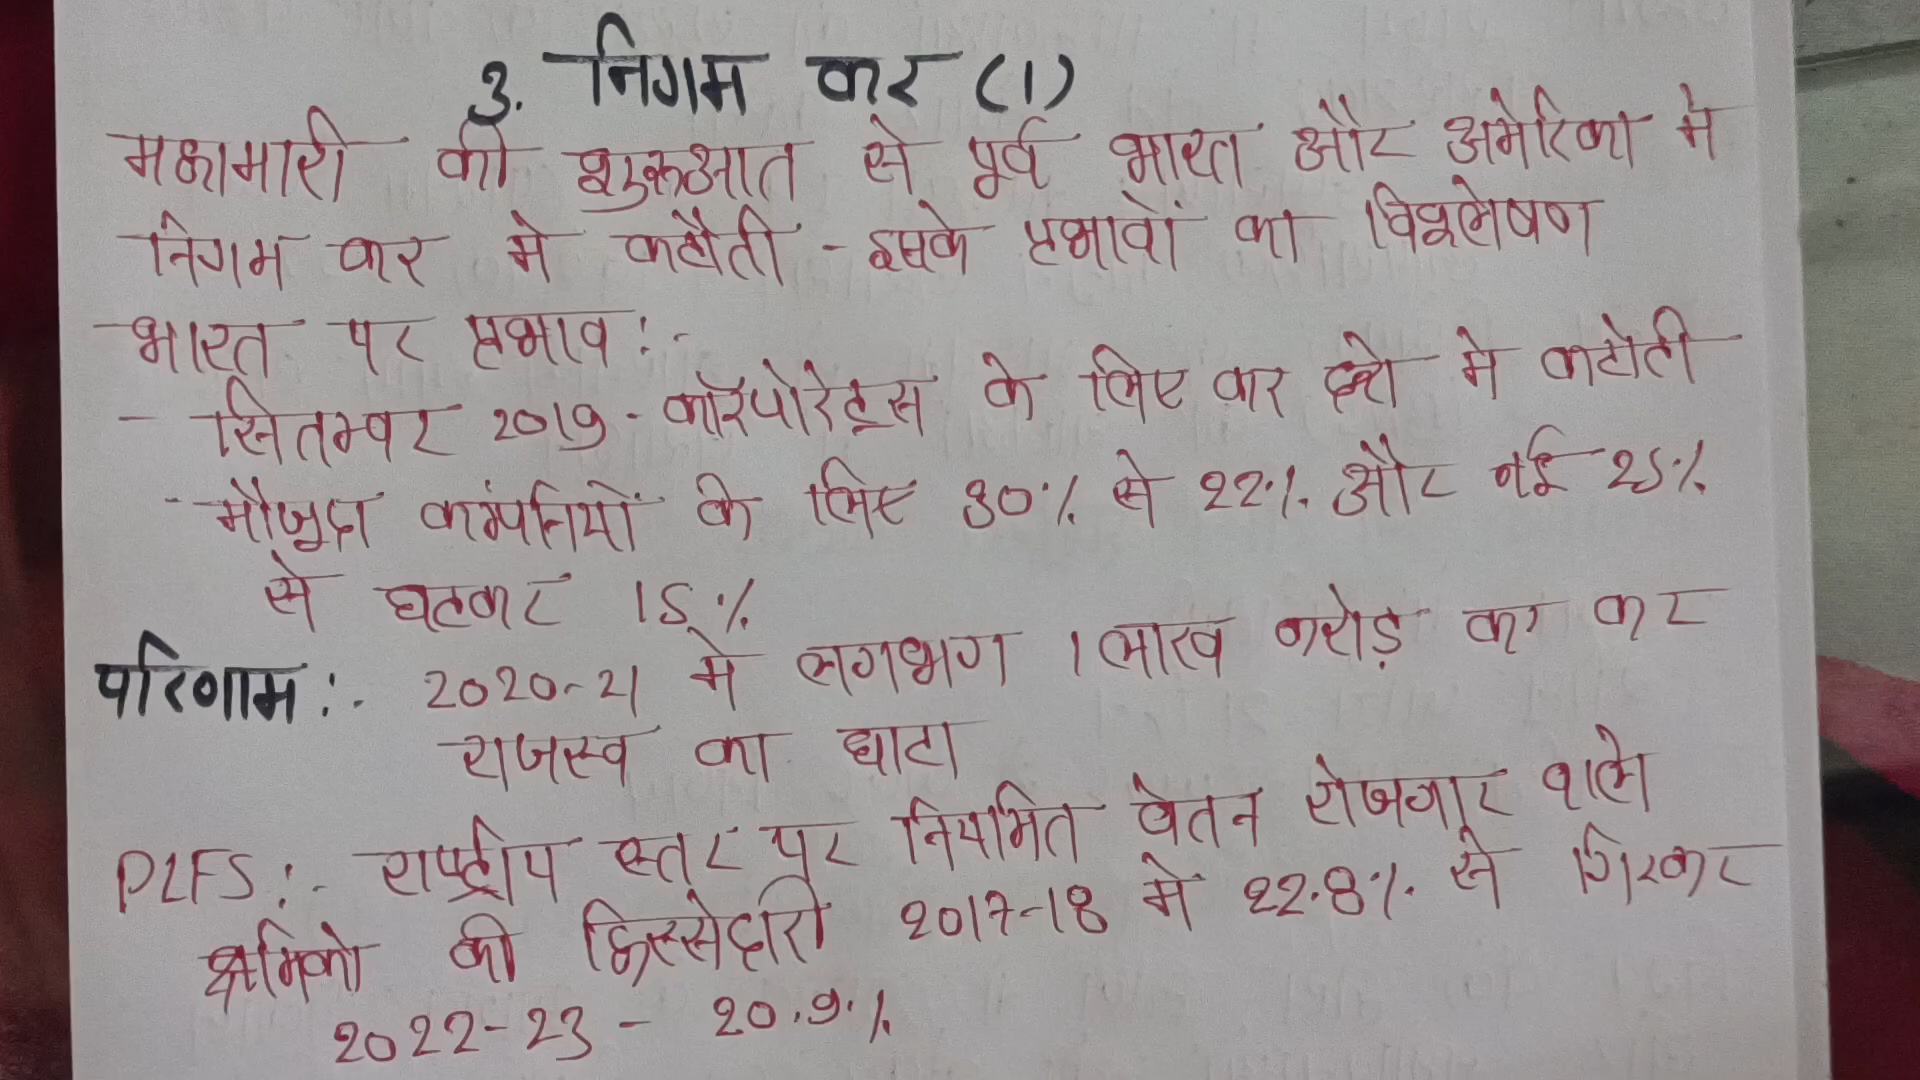 3. निगम कर (1)
महामारी की शुरूआत से पूर्व भारत और अमेरिका मे
निगम कर मे कटौती - इसके प्रभावों का विश्लेषण
भारत पर प्रभाव :-
- सितम्बर 2019 - कॉरपोरेट्स के लिए कर दरो मे कटोती
- मौजूदा कम्पंनियों के लिए 30% से 22% और नई 25%
से घटकर 15%
परिणाम :- 2020-21 मे लगभग 1 लाख करोड़ का कर
राजस्व का घाटा
PLFS :- राष्ट्रीय स्तर पर नियमित वेतन रोजगार वाले
श्रमिको की हिस्सेदारी 2017-18 मे 22.8% से गिरकर
2022-23 - 20.9%